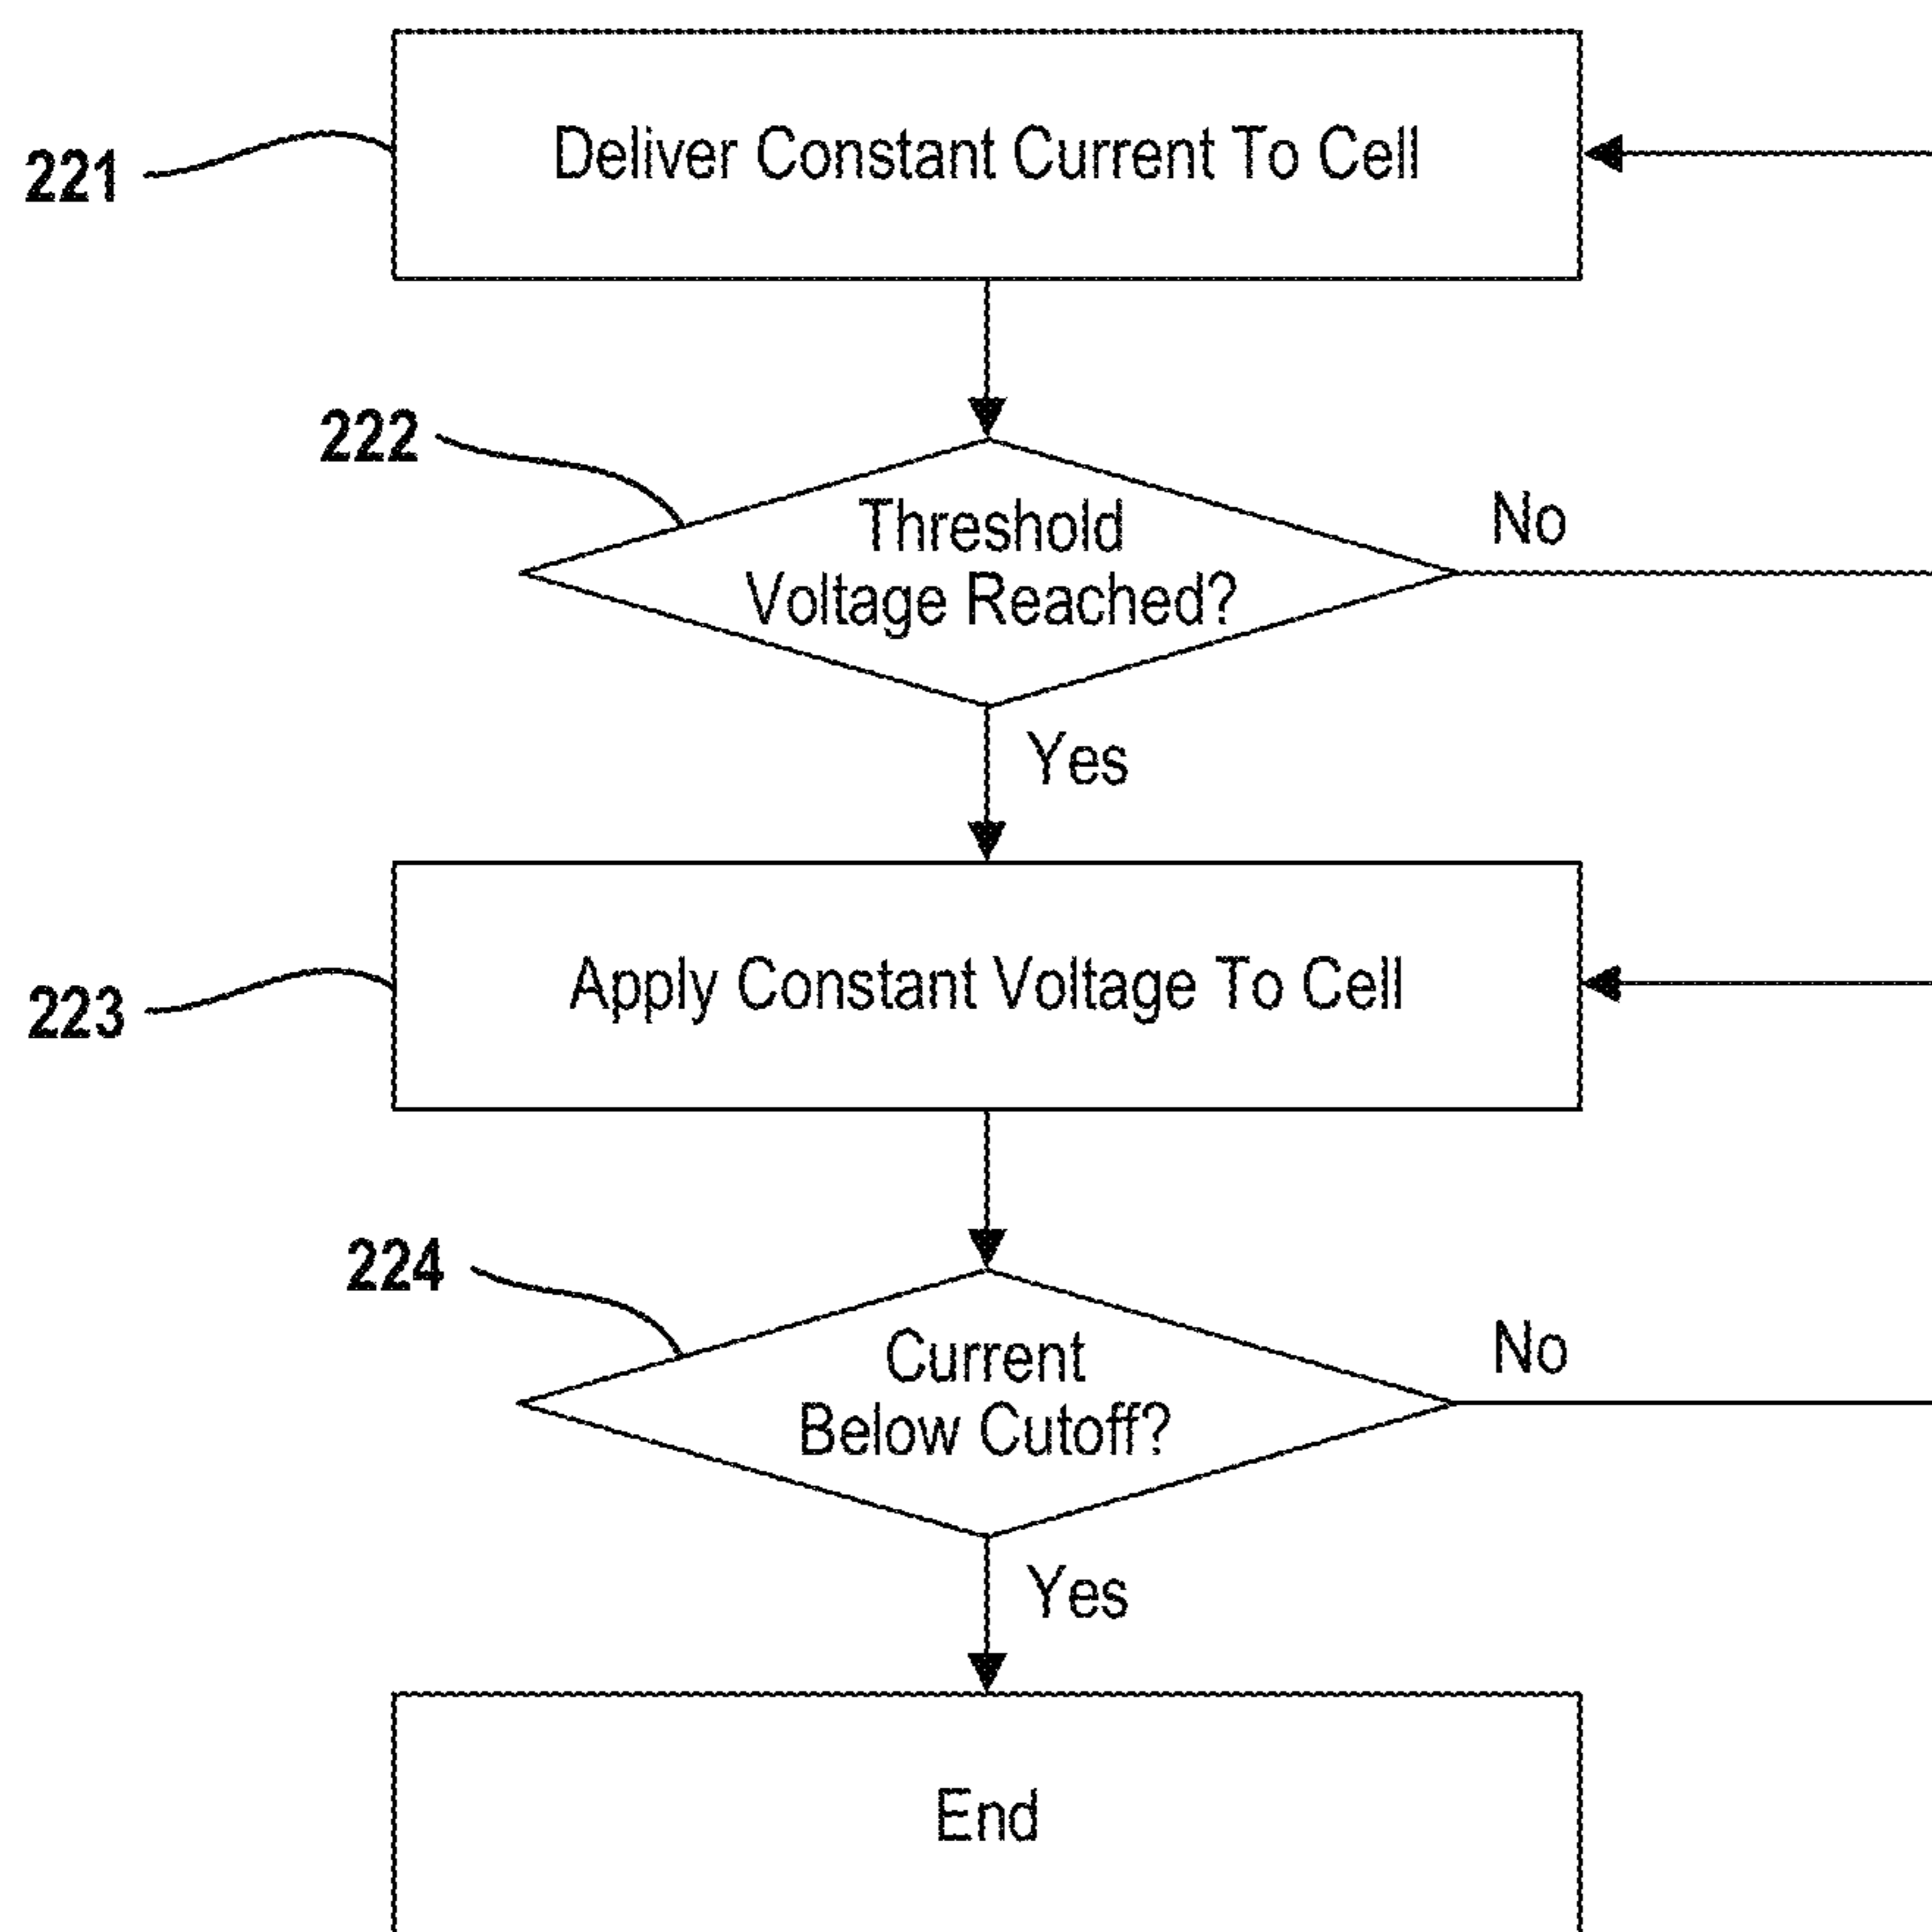 221
Deliver Constant Current To Cell
222
Threshold
Voltage Reached?
No
Yes
223
Apply Constant Voltage To Cell
224
Current
Below Cutoff?
No
Yes
End